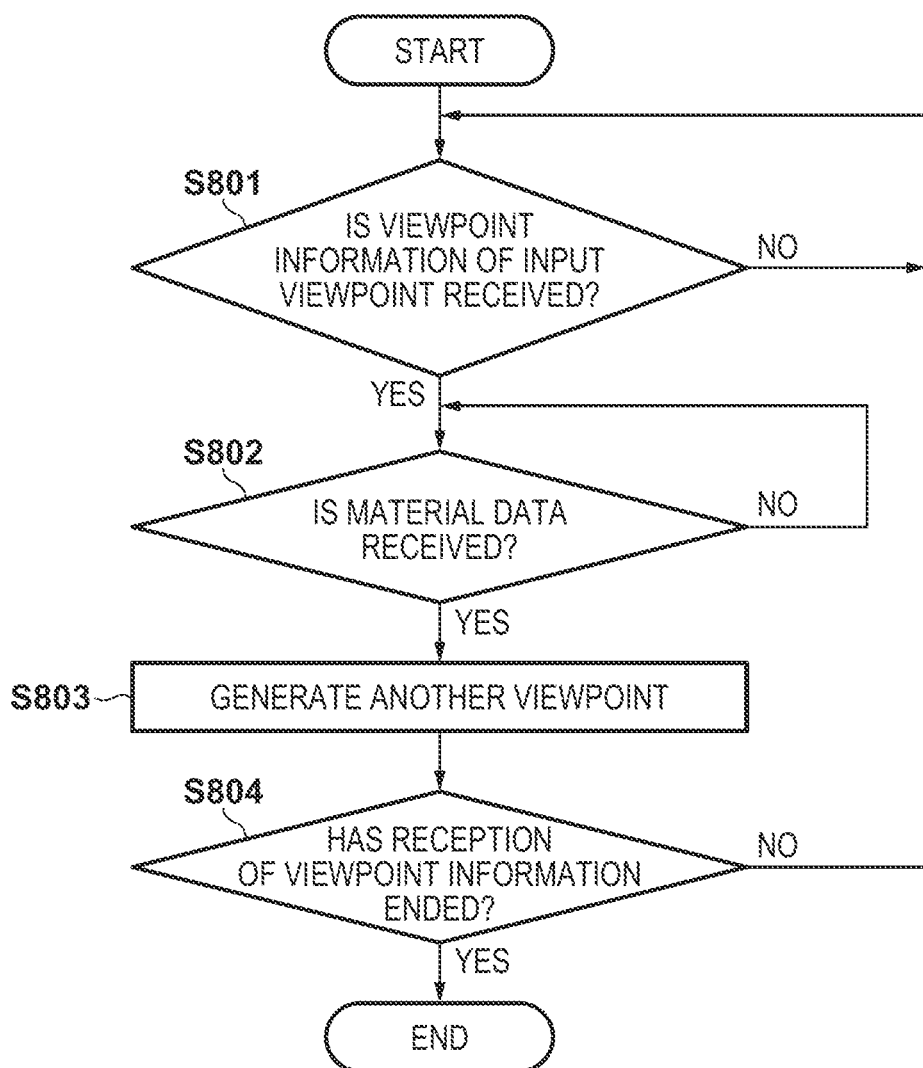 START
S801
IS VIEWPOINT
INFORMATION OF INPUT
VIEWPOINT RECEIVED?
NO
YES
S802
IS MATERIAL DATA
RECEIVED?
NO
YES
S803
GENERATE ANOTHER VIEWPOINT
S804
HAS RECEPTION
OF VIEWPOINT INFORMATION
ENDED?
NO
YES
END